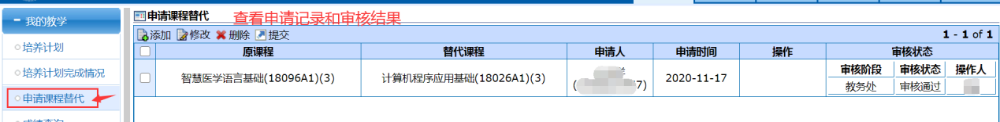 我的教学
培养计划
培养计划完成情况
申请课程替代
申请课程替代
查看申请记录和审核结果
添加 修改 删除 提交
1 - 1 of 1
原课程 替代课程 申请人 申请时间 操作 审核状态
智慧医学语言基础(18096A1)(3) 计算机程序应用基础(18026A1)(3) ( 7) 2020-11-17
审核阶段 审核状态 操作人
教务处 审核通过